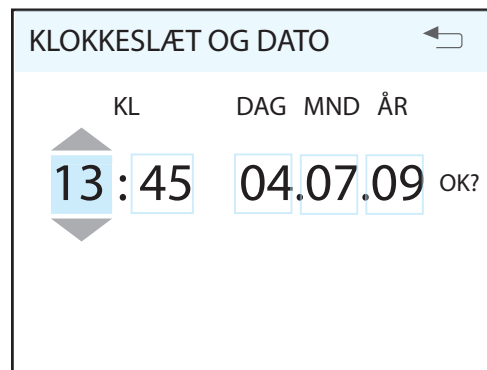 KLOKKESLÆT OG DATO
KL DAG MND ÅR
13 : 45 04.07.09 OK?